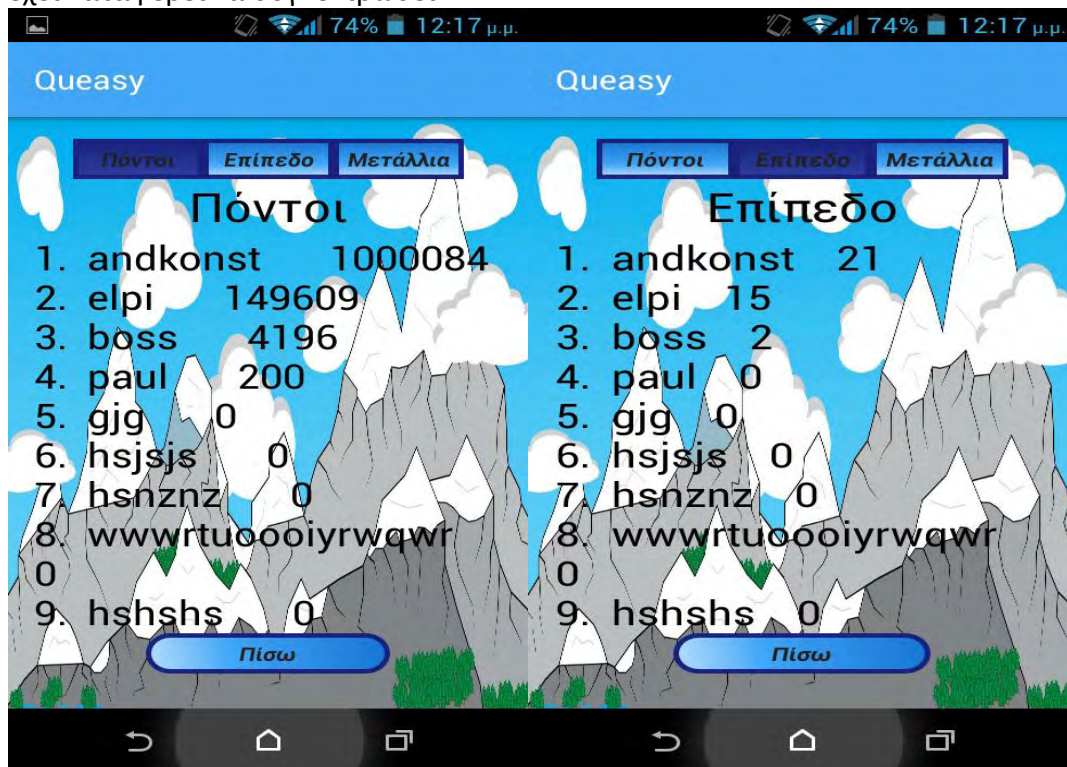 74% 12:17 μ.μ.
Queasy
Πόντοι Επίπεδο Μετάλλια
Πόντοι
1. andkonst 1000084
2. elpi 149609
3. boss 4196
4. paul 200
5. gjg 0
6. hsjsjs 0
7. hsnznz 0
8. wwwrtuoooiyrwqwr
0
9. hshshs 0
Πίσω
74% 12:17 μ.μ.
Queasy
Πόντοι Επίπεδο Μετάλλια
Επίπεδο
1. andkonst 21
2. elpi 15
3. boss 2
4. paul 0
5. gjg 0
6. hsjsjs 0
7. hsnznz 0
8. wwwrtuoooiyrwqwr
0
9. hshshs 0
Πίσω